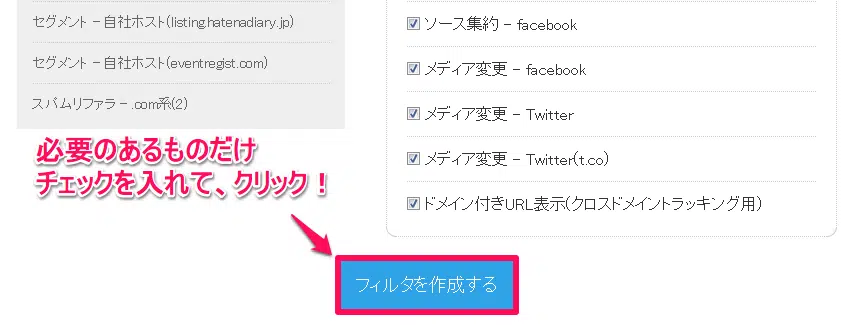 セグメント - 自社ホスト(listing.hatenadiary.jp)
セグメント - 自社ホスト(eventregist.com)
スパムリファラ - .com系(2)
必要のあるものだけ
チェックを入れて、クリック！
ソース集約 - facebook
メディア変更 - facebook
メディア変更 - Twitter
メディア変更 - Twitter(t.co)
ドメイン付きURL表示(クロスドメイントラッキング用)
フィルタを作成する